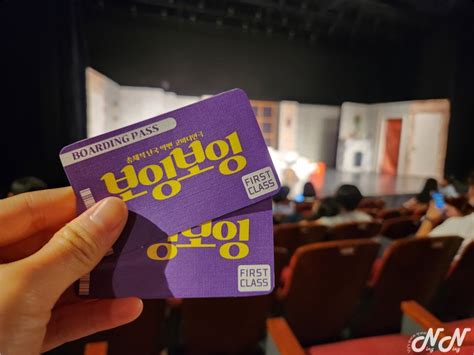 BOARDING PASS
보잉보잉
FIRST
CLASS
잉보잉
FIRST
CLASS